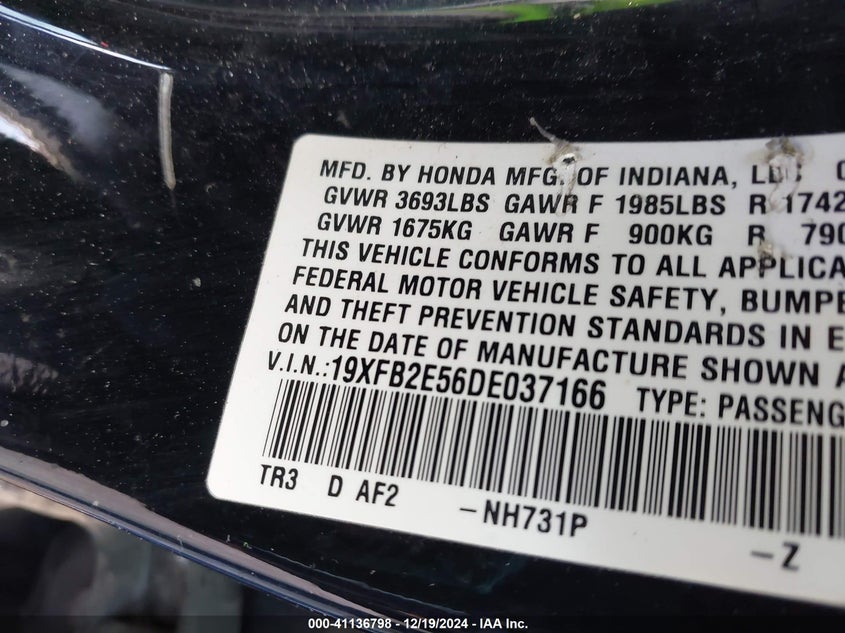 MFD. BY HONDA MFG. OF INDIANA, LLC
GVWR 3693LBS GAWR F 1985LBS R 1742
GVWR 1675KG GAWR F 900KG R 790
THIS VEHICLE CONFORMS TO ALL APPLICA
FEDERAL MOTOR VEHICLE SAFETY, BUMPE
AND THEFT PREVENTION STANDARDS IN E
ON THE DATE OF MANUFACTURE SHOWN A
V.I.N.:19XFB2E56DE037166 TYPE: PASSENG
TR3 D AF2 -NH731P -Z
000-41136798 - 12/19/2024 - IAA Inc.